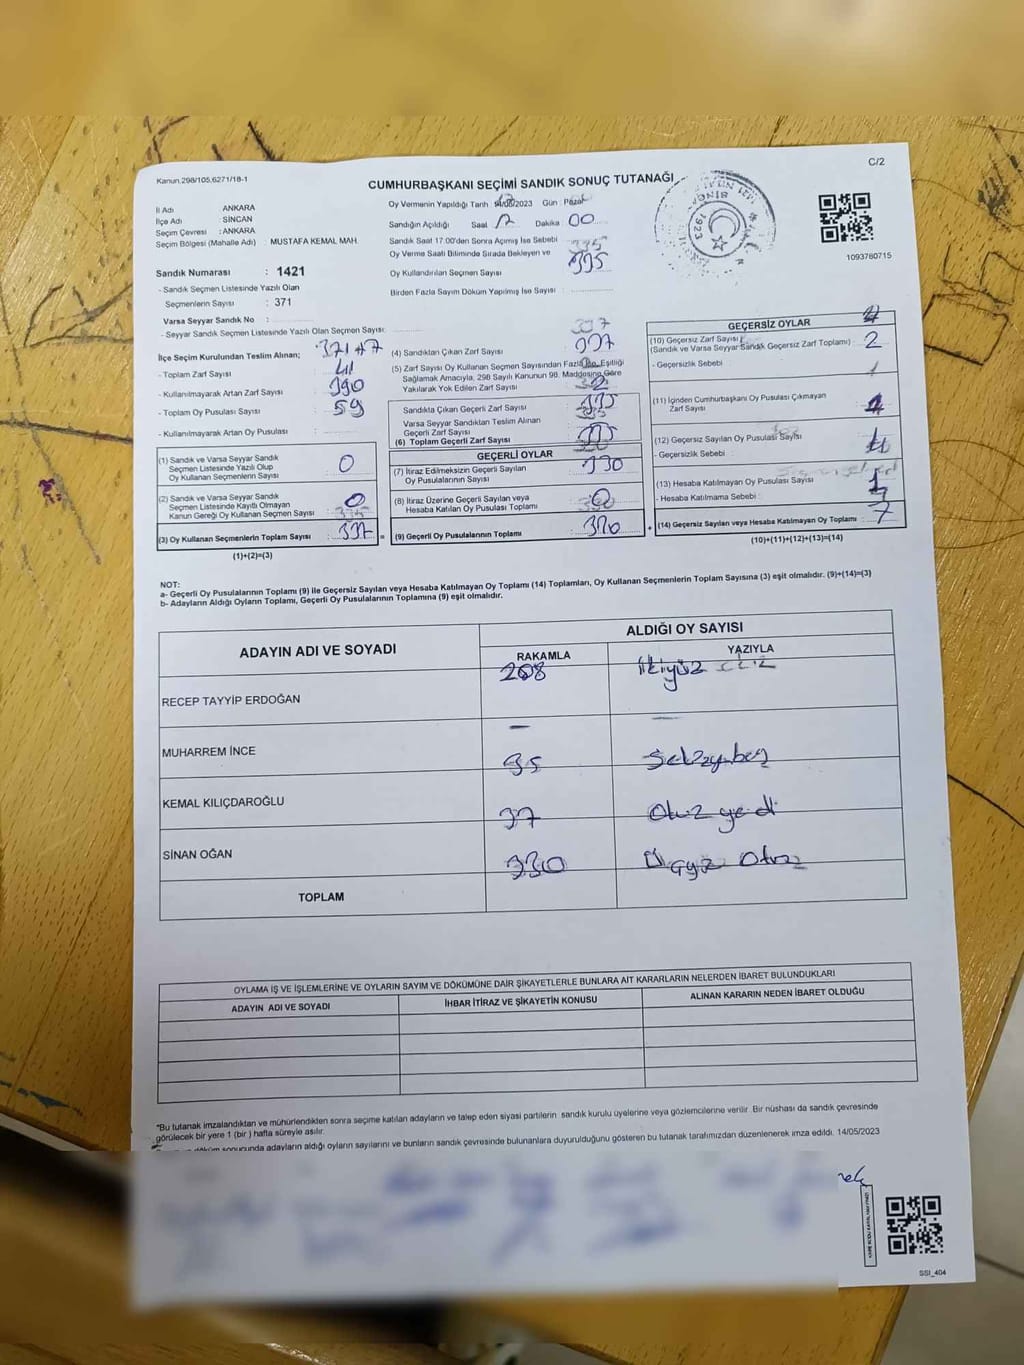 Kanun.298/105,6271/18-1
C/2
CUMHURBAŞKANI SEÇİMİ SANDIK SONUÇ TUTANAĞI
İl Adı ANKARA
İlçe Adı : SİNCAN
Seçim Çevresi : ANKARA
Seçim Bölgesi (Mahalle Adı) : MUSTAFA KEMAL MAH.
Oy Vermenin Yapıldığı Tarih 14/05/2023 Gün : Pazar
Sandığın Açıldığı Saat 17 Dakika 00
Sandık Saat 17:00'den Sonra Açımış İse Sebebi
Oy Verme Saati Bitiminde Sırada Bekleyen ve
Oy Kullandırılan Seçmen Sayısı
335
Birden Fazla Sayım Döküm Yapılmış İse Sayısı :
1923
1093780715
Sandık Numarası : 1421
- Sandık Seçmen Listesinde Yazılı Olan
Seçmenlerin Sayısı : 371
Varsa Seyyar Sandık No :
- Seyyar Sandık Seçmen Listesinde Yazılı Olan Seçmen Sayısı:
İlçe Seçim Kurulundan Teslim Alınan;
- Toplam Zarf Sayısı
41
- Kullanılmayarak Artan Zarf Sayısı
390
- Toplam Oy Pusulası Sayısı
59
- Kullanılmayarak Artan Oy Pusulası
(1) Sandık ve Varsa Seyyar Sandık
Seçmen Listesinde Yazılı Olup
Oy Kullanan Seçmenlerin Sayısı
0
(2) Sandık ve Varsa Seyyar Sandık
Seçmen Listesinde Kayıtlı Olmayan
Kanun Gereği Oy Kullanan Seçmen Sayısı
0
(3) Oy Kullanan Seçmenlerin Toplam Sayısı 337 =
(1)+(2)=(3)
(4) Sandıktan Çıkan Zarf Sayısı
337
(5) Zarf Sayısı Oy Kullanan Seçmen Sayısından Fazla İse, Eşitliği
Sağlamak Amacıyla, 298 Sayılı Kanunun 98. Maddesine Göre
Yakılarak Yok Edilen Zarf Sayısı
Sandıkta Çıkan Geçerli Zarf Sayısı
Varsa Seyyar Sandıktan Teslim Alınan
Geçerli Zarf Sayısı
(6) Toplam Geçerli Zarf Sayısı
335
GEÇERLİ OYLAR
(7) İtiraz Edilmeksizin Geçerli Sayılan
Oy Pusulalarının Sayısı
330
(8) İtiraz Üzerine Geçerli Sayılan veya
Hesaba Katılan Oy Pusulası Toplamı
0
(9) Geçerli Oy Pusulalarının Toplamı +
GEÇERSİZ OYLAR
(10) Geçersiz Zarf Sayısı
(Sandık ve Varsa Seyyar Sandık Geçersiz Zarf Toplamı) 2
- Geçersizlik Sebebi :
(11) İçinden Cumhurbaşkanı Oy Pusulası Çıkmayan
Zarf Sayısı
(12) Geçersiz Sayılan Oy Pusulası Sayısı
4
- Geçersizlik Sebebi :
(13) Hesaba Katılmayan Oy Pusulası Sayısı
1
- Hesaba Katılmama Sebebi :
(14) Geçersiz Sayılan veya Hesaba Katılmayan Oy Toplamı 7
(10)+(11)+(12)+(13)=(14)
NOT:
a- Geçerli Oy Pusulalarının Toplamı (9) ile Geçersiz Sayılan veya Hesaba Katılmayan Oy Toplamı (14) Toplamları, Oy Kullanan Seçmenlerin Toplam Sayısına (3) eşit olmalıdır. (9)+(14)=(3)
b- Adayların Aldığı Oyların Toplamı, Geçerli Oy Pusulalarının Toplamına (9) eşit olmalıdır.
ADAYIN ADI VE SOYADI
ALDIĞI OY SAYISI
RAKAMLA YAZIYLA
RECEP TAYYİP ERDOĞAN 208 ikiyüz
MUHARREM İNCE - -
KEMAL KILIÇDAROĞLU
SİNAN OĞAN 37 Otuz yedi
TOPLAM 330 Üçyüz Otuz
OYLAMA İŞ VE İŞLEMLERİNE VE OYLARIN SAYIM VE DÖKÜMÜNE DAİR ŞİKAYETLERLE BUNLARA AİT KARARLARIN NELERDEN İBARET BULUNDUKLARI
ADAYIN ADI VE SOYADI İHBAR İTİRAZ VE ŞİKAYETİN KONUSU ALINAN KARARIN NEDEN İBARET OLDUĞU
*Bu tutanak imzalandıktan ve mühürlendikten sonra seçime katılan adayların ve talep eden siyasi partilerin sandık kurulu üyelerine veya gözlemcilerine verilir. Bir nüshası da sandık çevresinde
görülecek bir yere 1 (bir ) hafta süreyle asılır.
sonucunda adayların aldığı oyların sayılarını ve bunların sandık çevresinde bulunanlara duyurulduğunu gösteren bu tutanak tarafımızdan düzenlenerek imza edildi. 14/05/2023
SSI_404